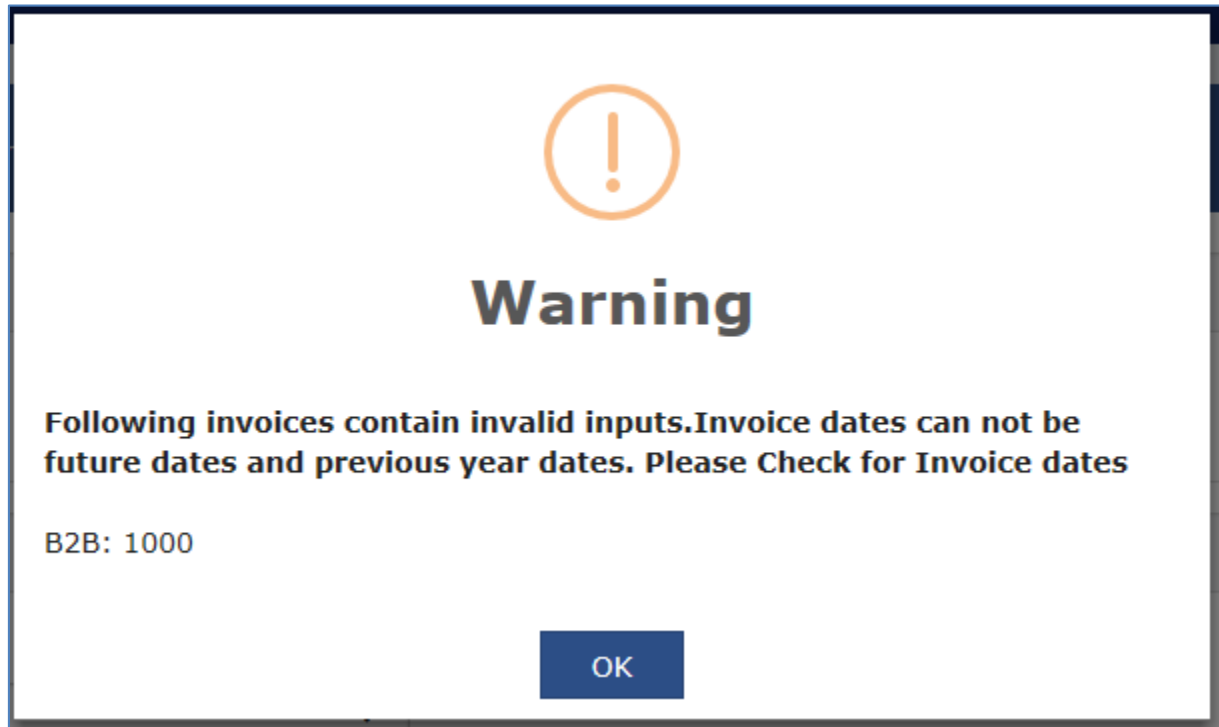 Warning
Following invoices contain invalid inputs.Invoice dates can not be
future dates and previous year dates. Please Check for Invoice dates
B2B: 1000
OK